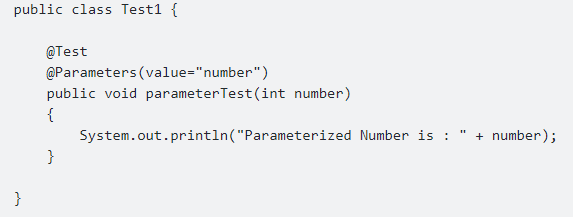 public class Test1 {
@Test
@Parameters(value="number")
public void parameterTest(int number)
{
System.out.println("Parameterized Number is : " + number);
}
}